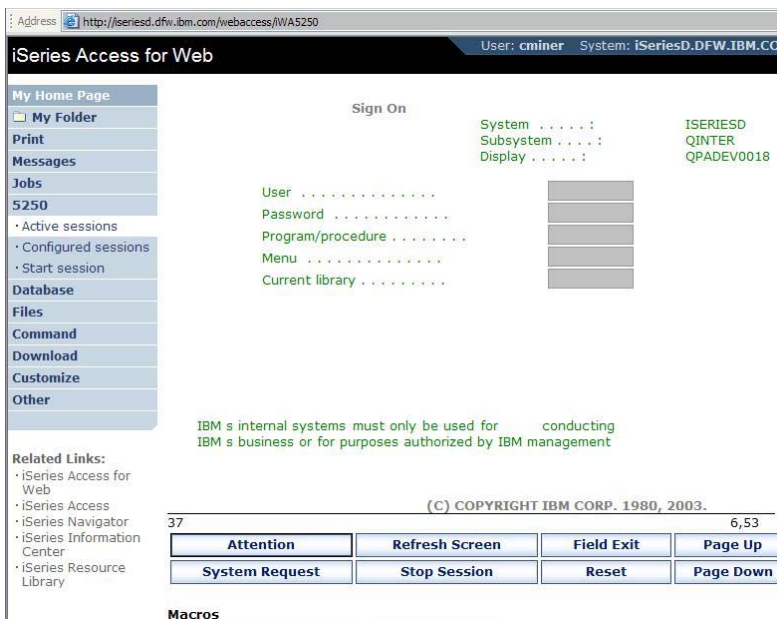 Address http://iseriesd.dfw.ibm.com/webaccess/iWA5250
iSeries Access for Web
User: cminer System: iSeriesD.DFW.IBM.CO
My Home Page
My Folder
Print
Messages
Jobs
5250
· Active sessions
· Configured sessions
· Start session
Database
Files
Command
Download
Customize
Other
Related Links:
· iSeries Access for
Web
· iSeries Access
· iSeries Navigator
· iSeries Information
Center
· iSeries Resource
Library
Sign On
System . . . . . : ISERIESD
Subsystem . . . . : QINTER
Display . . . . . : QPADEV0018
User . . . . . . . . . . . . . .
Password . . . . . . . . . . . .
Program/procedure . . . . . . . .
Menu . . . . . . . . . . . . . .
Current library . . . . . . . . .
IBM s internal systems must only be used for conducting
IBM s business or for purposes authorized by IBM management
(C) COPYRIGHT IBM CORP. 1980, 2003.
37 6,53
Attention Refresh Screen Field Exit Page Up
System Request Stop Session Reset Page Down
Macros